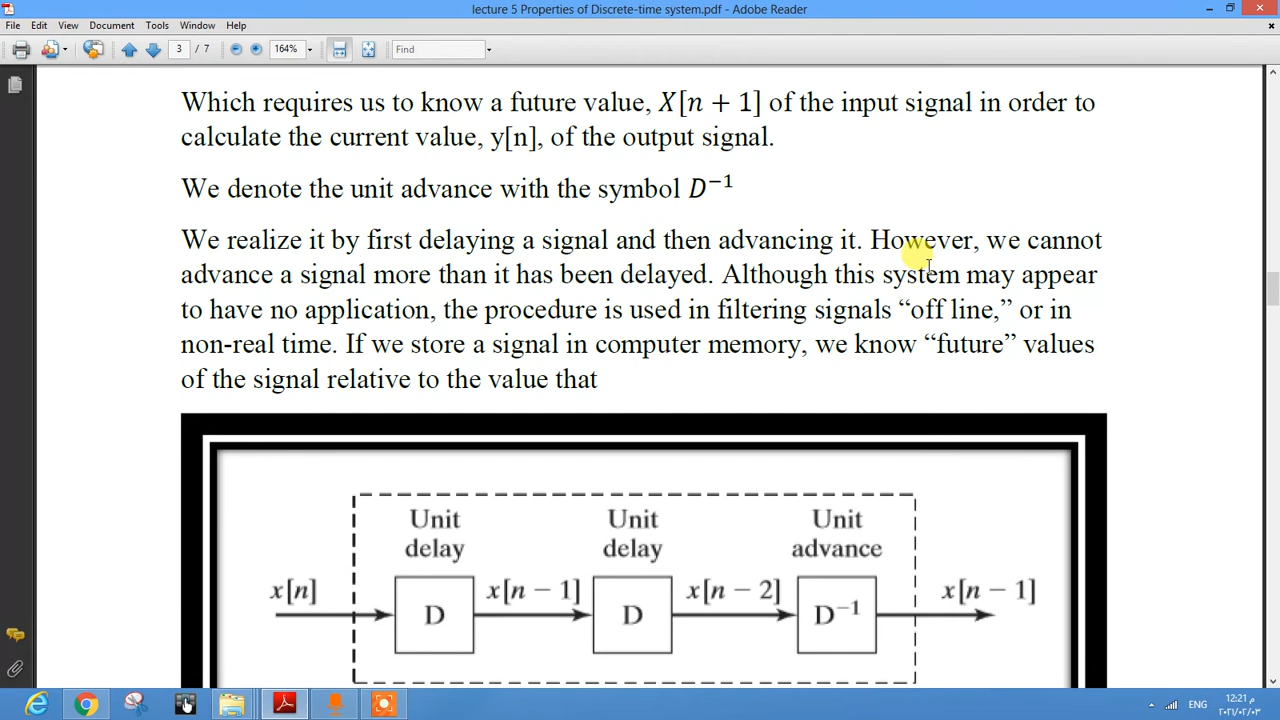 lecture 5 Properties of Discrete-time system.pdf - Adobe Reader
File Edit View Document Tools Window Help
3 / 7 164% Find
Which requires us to know a future value, X[n + 1] of the input signal in order to
calculate the current value, y[n], of the output signal.
We denote the unit advance with the symbol D⁻¹
We realize it by first delaying a signal and then advancing it. However, we cannot
advance a signal more than it has been delayed. Although this system may appear
to have no application, the procedure is used in filtering signals “off line,” or in
non-real time. If we store a signal in computer memory, we know “future” values
of the signal relative to the value that
Unit Unit Unit
delay delay advance
x[n] x[n − 1] x[n − 2] x[n − 1]
D D D⁻¹
ENG
12:21 م
٢٠٢١/٠٢/٠٣